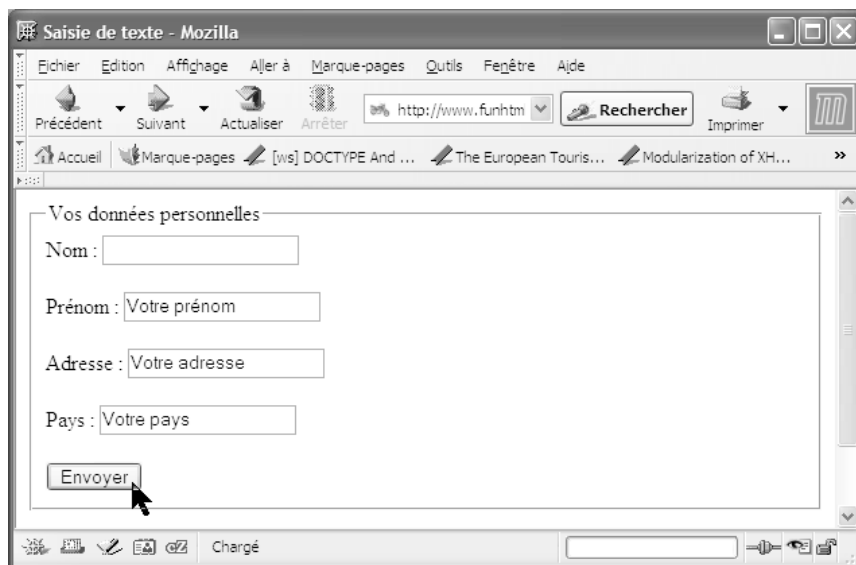 Saisie de texte - Mozilla
Fichier Edition Affichage Aller à Marque-pages Outils Fenêtre Aide
Précédent Suivant Actualiser Arrêter http://www.funhtm Rechercher Imprimer
Accueil Marque-pages [ws] DOCTYPE And ... The European Touris... Modularization of XH... »
Vos données personnelles
Nom :
Prénom : Votre prénom
Adresse : Votre adresse
Pays : Votre pays
Envoyer
Chargé